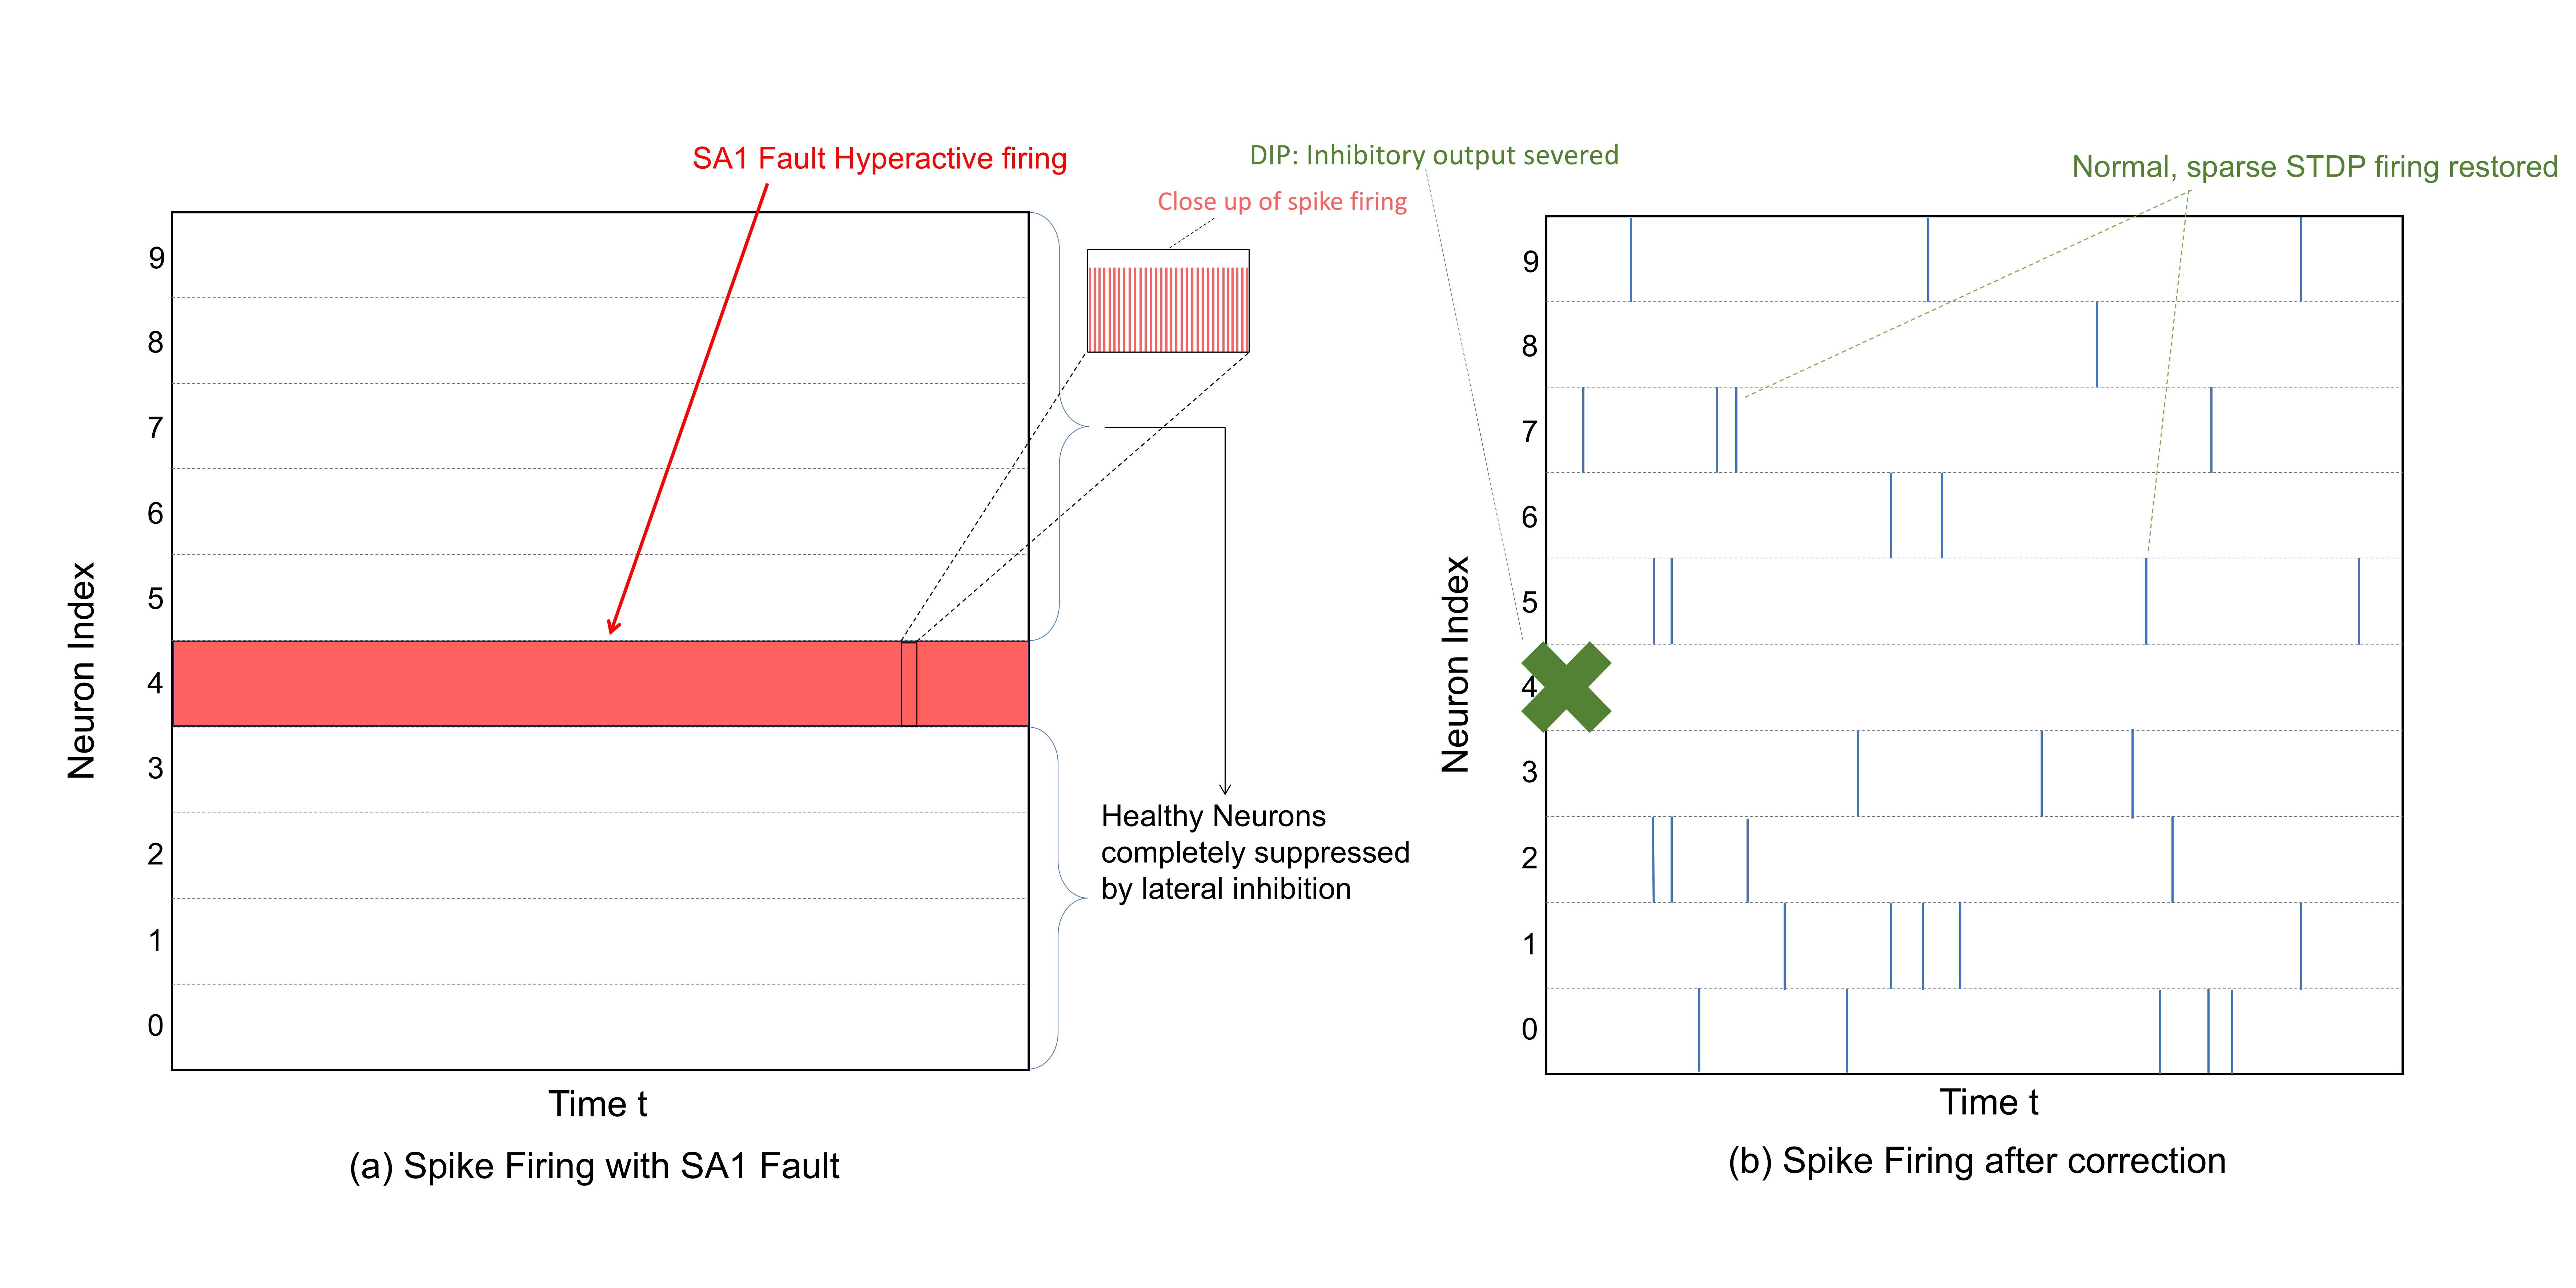 SA1 Fault Hyperactive firing
Close up of spike firing
9
8
7
6
5
4
3
2
1
0
Neuron Index
Healthy Neurons
completely suppressed
by lateral inhibition
Time t
(a) Spike Firing with SA1 Fault
DIP: Inhibitory output severed
Normal, sparse STDP firing restored
9
8
7
6
5
4
3
2
1
0
Neuron Index
Time t
(b) Spike Firing after correction